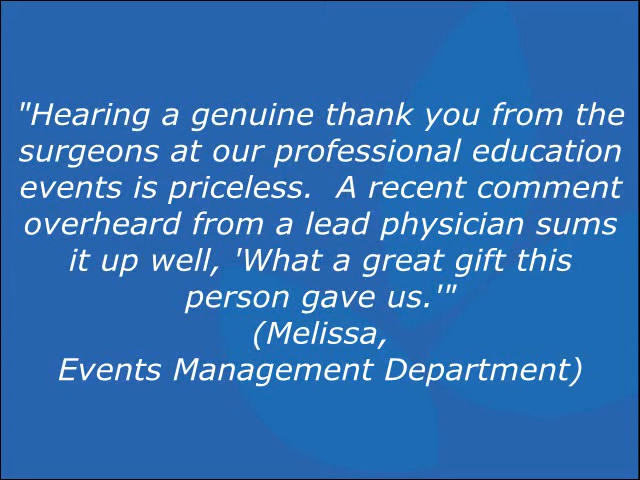 "Hearing a genuine thank you from the
surgeons at our professional education
events is priceless.  A recent comment
overheard from a lead physician sums
it up well, 'What a great gift this
person gave us.'"
(Melissa,
Events Management Department)